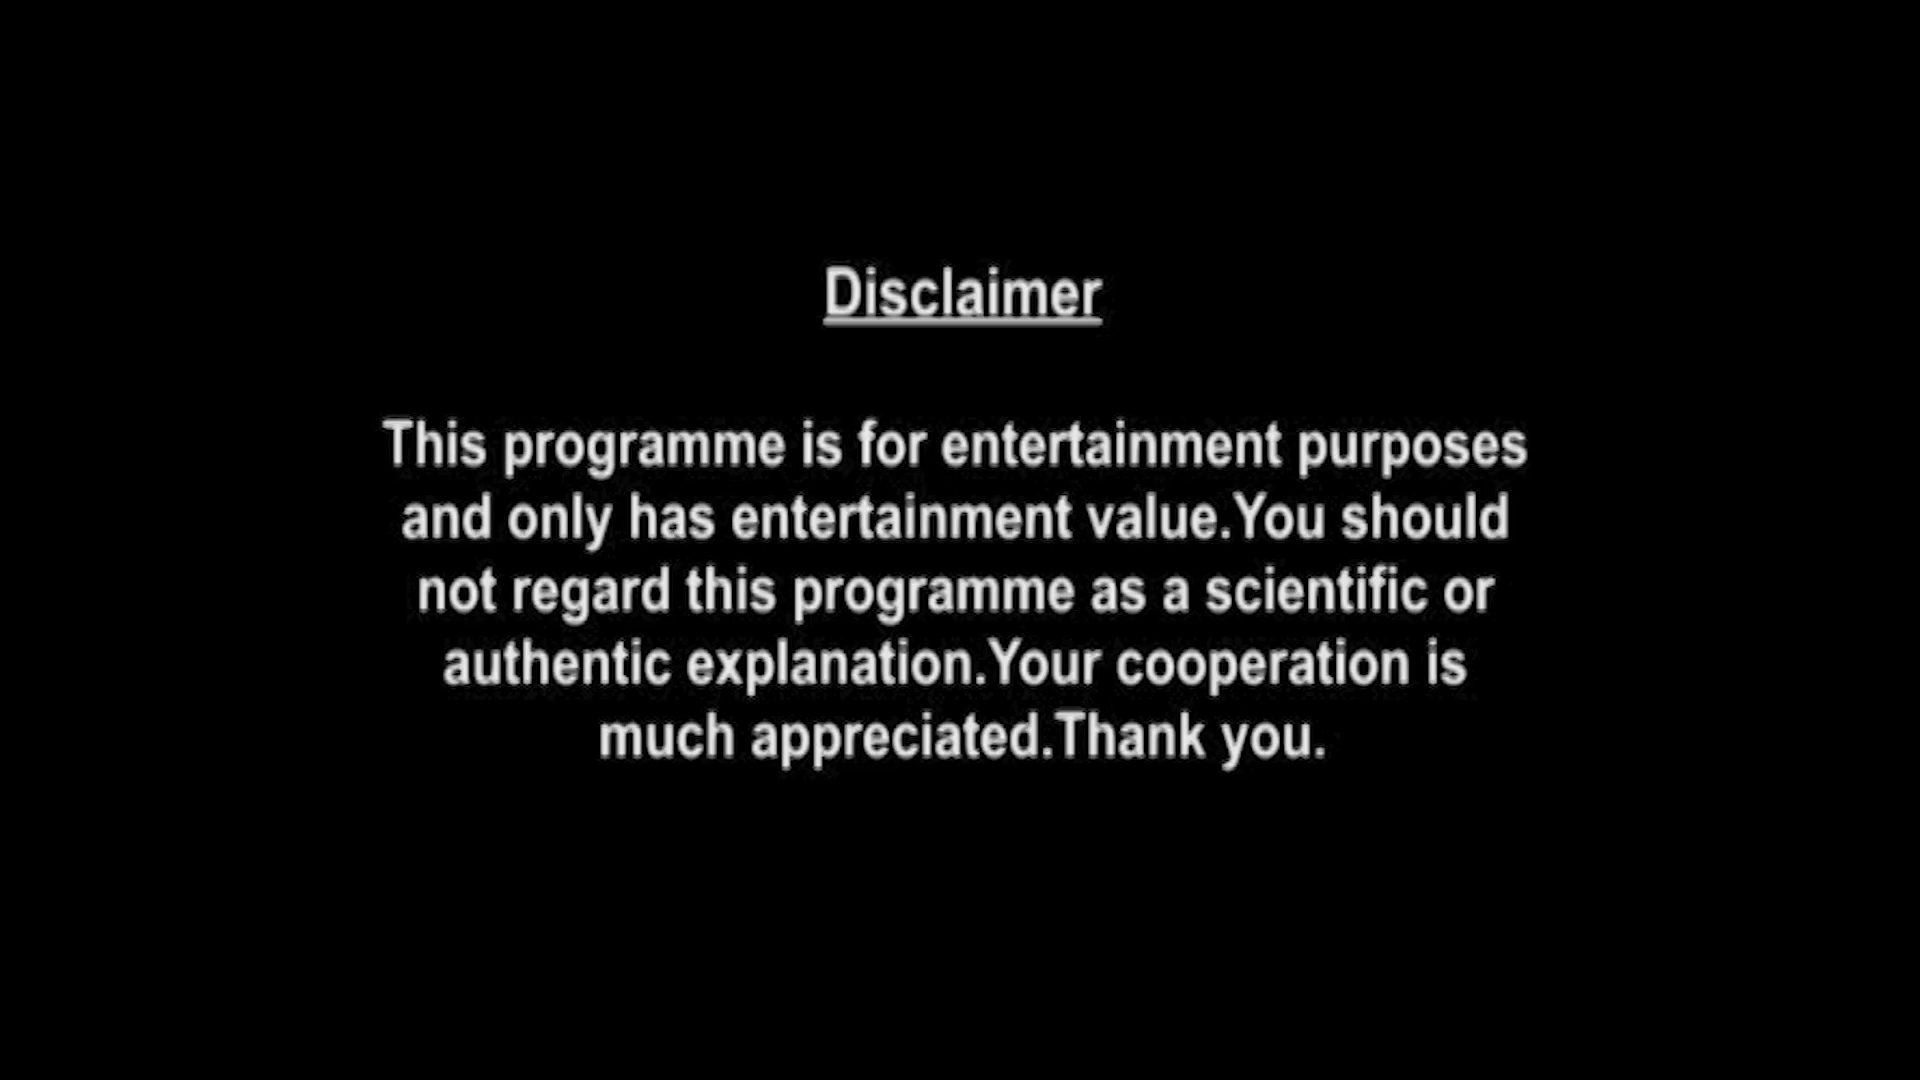 Disclaimer
This programme is for entertainment purposes
and only has entertainment value.You should
not regard this programme as a scientific or
authentic explanation.Your cooperation is
much appreciated.Thank you.